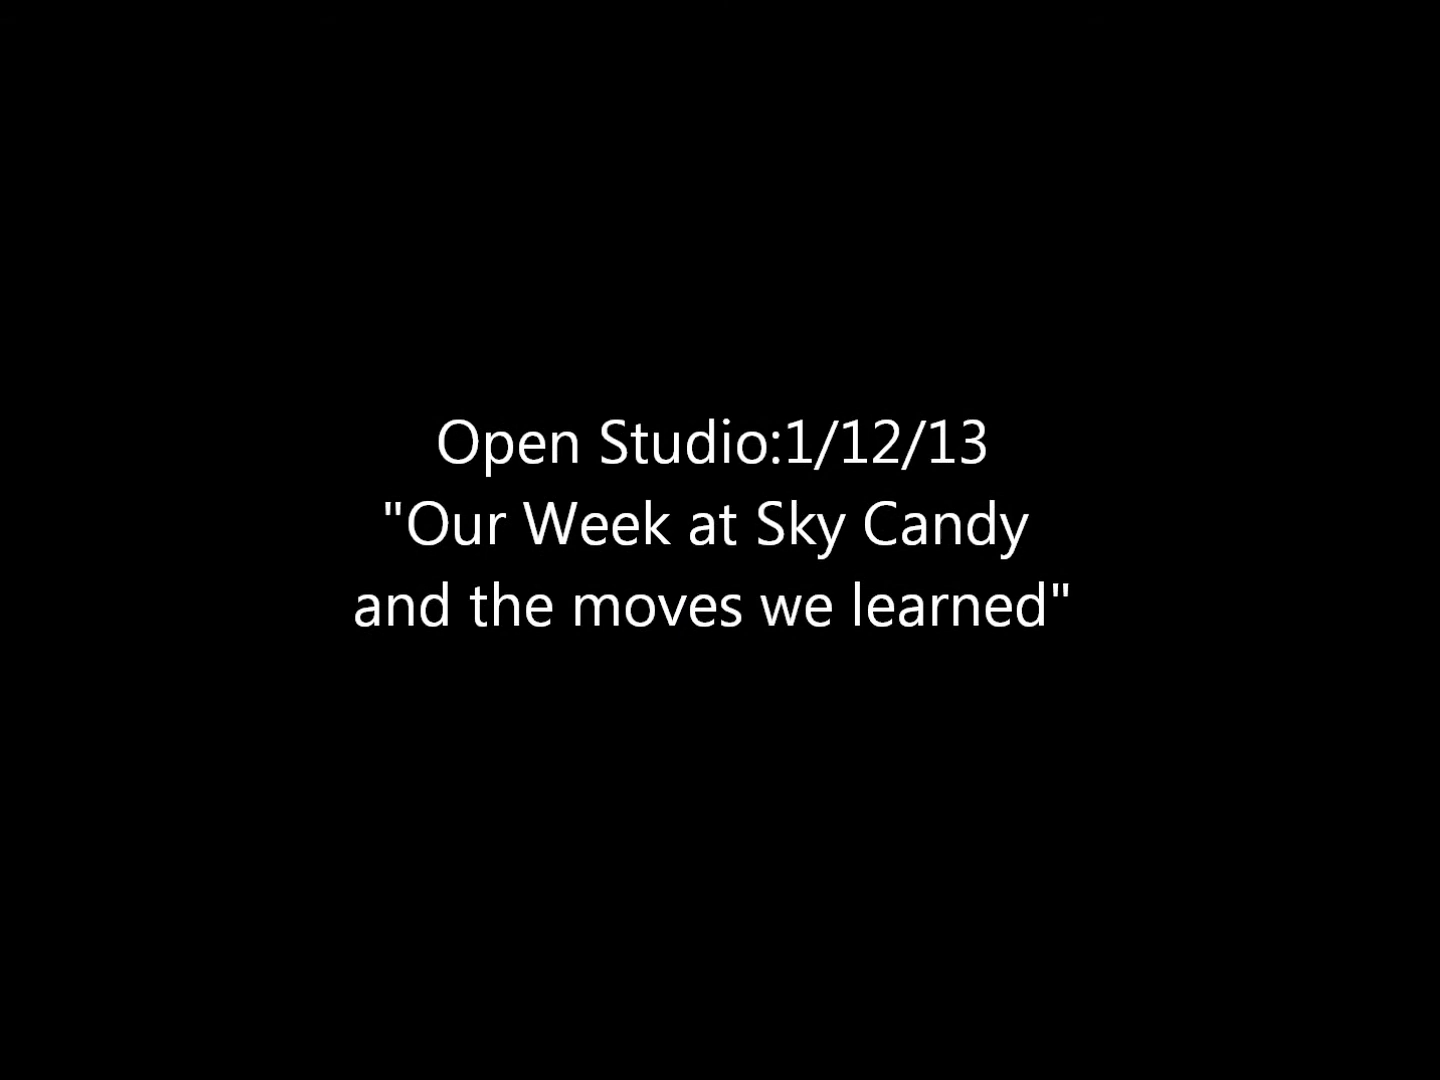 Open Studio:1/12/13
"Our Week at Sky Candy
and the moves we learned"